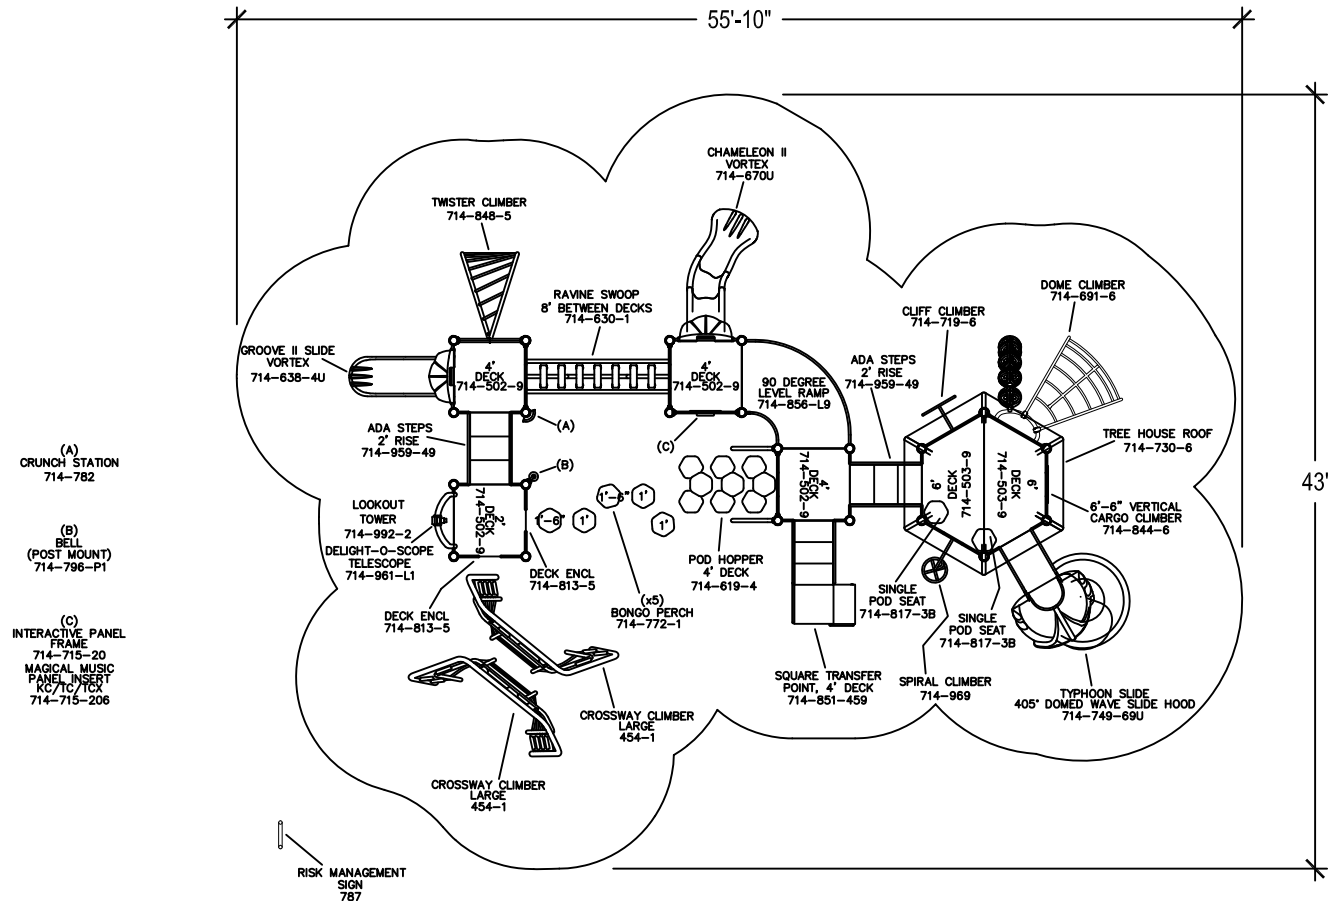 55'-10"
43'
CHAMELEON II
VORTEX
714-670U
TWISTER CLIMBER
714-848-5
RAVINE SWOOP
8' BETWEEN DECKS
714-630-1
DOME CLIMBER
714-691-6
CLIFF CLIMBER
714-719-6
GROOVE II SLIDE
VORTEX
714-638-4U
4'
DECK
714-502-9
4'
DECK
714-502-9
ADA STEPS
2' RISE
714-959-49
90 DEGREE
LEVEL RAMP
714-856-L9
ADA STEPS
2' RISE
714-959-49
(A)
(C)
(B)
TREE HOUSE ROOF
714-730-6
(A)
CRUNCH STATION
714-782
4'
DECK
714-502-9
6'
DECK
714-503-9
6'
DECK
714-503-9
6'-6" VERTICAL
CARGO CLIMBER
714-844-6
LOOKOUT
TOWER
714-992-2
DELIGHT-O-SCOPE
TELESCOPE
714-961-L1
2'
DECK
714-502-9
1'-6"
1'
1'-6"
1'
1'
(B)
BELL
(POST MOUNT)
714-796-P1
DECK ENCL
714-813-5
POD HOPPER
4' DECK
714-619-4
SINGLE
POD SEAT
714-817-3B
SINGLE
POD SEAT
714-817-3B
(x5)
BONGO PERCH
714-772-1
DECK ENCL
714-813-5
(C)
INTERACTIVE PANEL
FRAME
714-715-20
MAGICAL MUSIC
PANEL INSERT
KC/TC/TCX
714-715-206
SQUARE TRANSFER
POINT, 4' DECK
714-851-459
SPIRAL CLIMBER
714-969
TYPHOON SLIDE
405° DOMED WAVE SLIDE HOOD
714-749-69U
CROSSWAY CLIMBER
LARGE
454-1
CROSSWAY CLIMBER
LARGE
454-1
RISK MANAGEMENT
SIGN
787